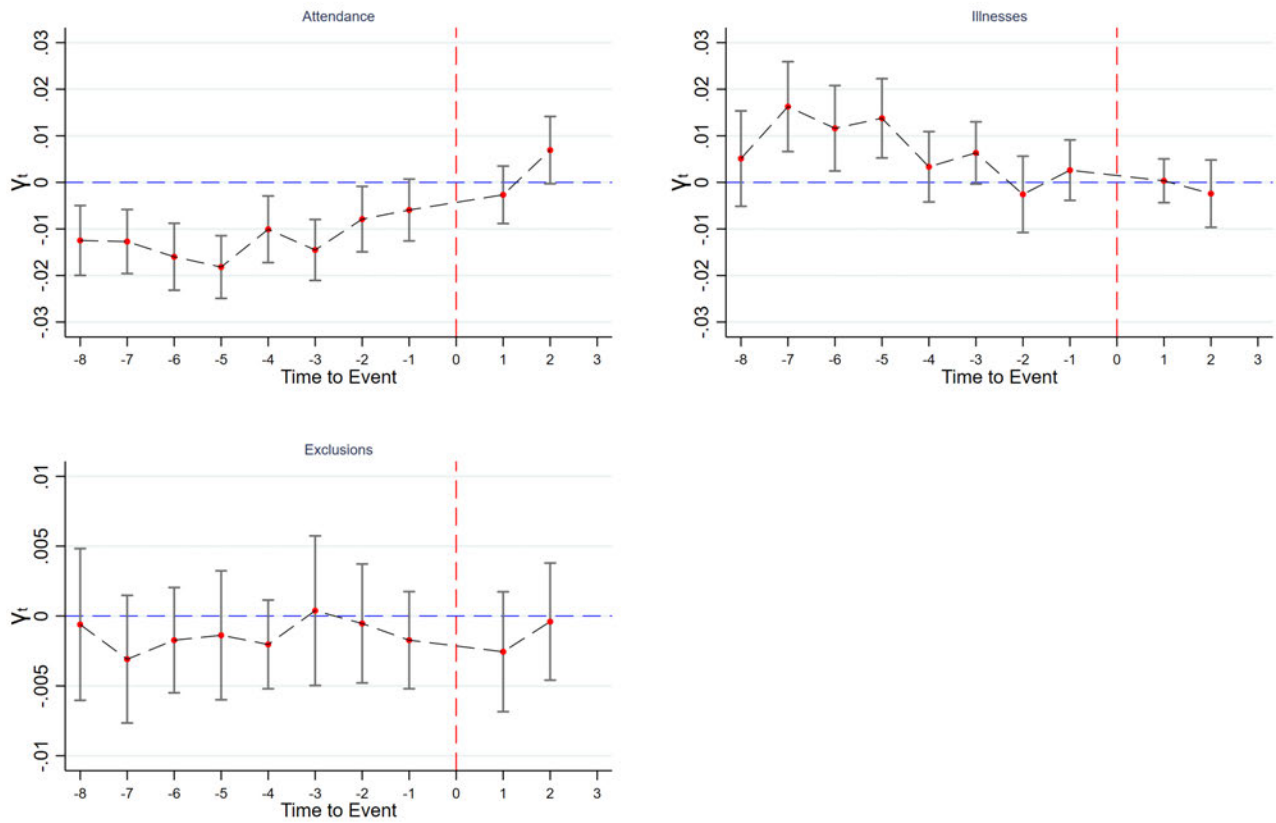 Attendance
.03
.02
.01
0
-.01
-.02
-.03
γt
-8 -7 -6 -5 -4 -3 -2 -1 0 1 2 3
Time to Event
Illnesses
.03
.02
.01
0
-.01
-.02
-.03
γt
-8 -7 -6 -5 -4 -3 -2 -1 0 1 2 3
Time to Event
Exclusions
.01
.005
0
-.005
-.01
γt
-8 -7 -6 -5 -4 -3 -2 -1 0 1 2 3
Time to Event